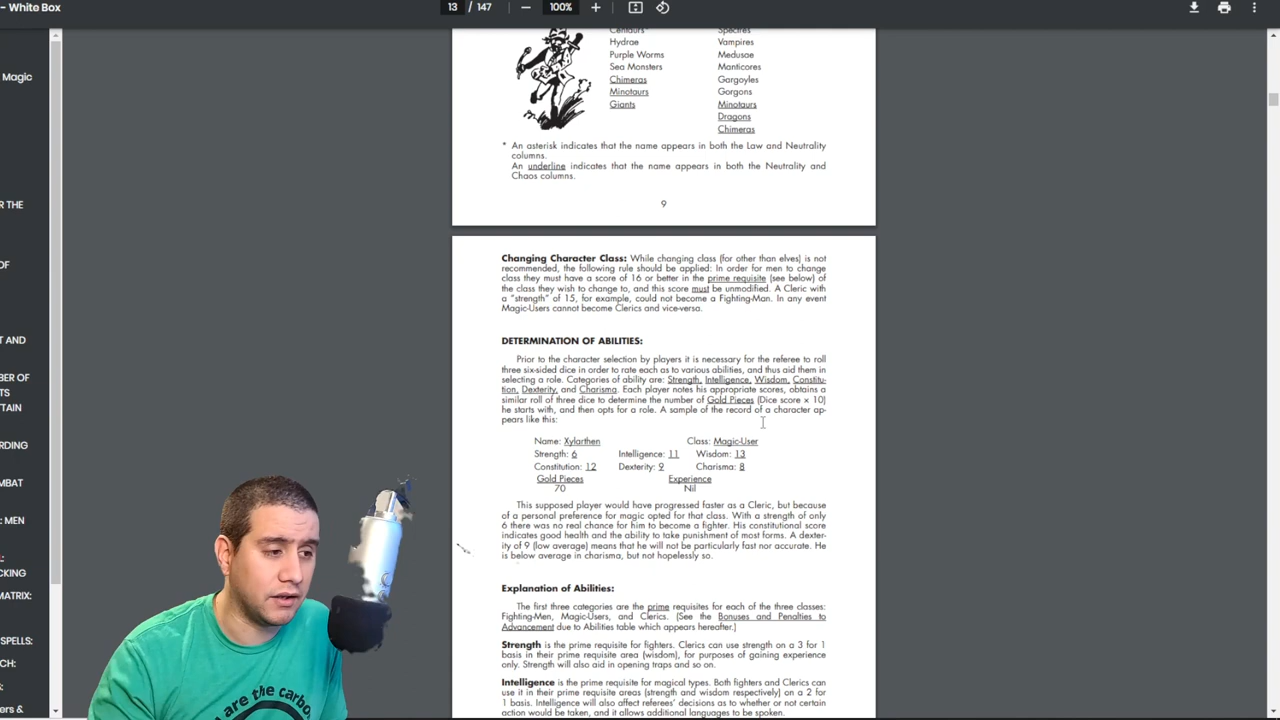 - White Box
13 / 147
100%
Magic
R THE
OF
T AND
TAIN
RDING
BAT
: MEI
CKING
MATIX:
S:
CH:
ors a
Centaurs*
Hydrae
Purple Worms
Sea Monsters
Chimeras
Minotaurs
Giants
Spectres
Vampires
Medusae
Manticores
Gargoyles
Gorgons
Minotaurs
Dragons
Chimeras
* An asterisk indicates that the name appears in both the Law and Neutrality
columns.
An underline indicates that the name appears in both the Neutrality and
Chaos columns.
9
Changing Character Class: While changing class (for other than elves) is not
recommended, the following rule should be applied: In order for men to change
class they must have a score of 16 or better in the prime requisite (see below) of
the class they wish to change to, and this score must be unmodified. A Cleric with
a "strength" of 15, for example, could not become a Fighting-Man. In any event
Magic-Users cannot become Clerics and vice-versa.
DETERMINATION OF ABILITIES:
Prior to the character selection by players it is necessary for the referee to roll
three six-sided dice in order to rate each as to various abilities, and thus aid them in
selecting a role. Categories of ability are: Strength, Intelligence, Wisdom, Constitu-
tion, Dexterity, and Charisma. Each player notes his appropriate scores, obtains a
similar roll of three dice to determine the number of Gold Pieces (Dice score × 10)
he starts with, and then opts for a role. A sample of the record of a character ap-
pears like this:
Name: Xylarthen Class: Magic-User
Strength: 6 Intelligence: 11 Wisdom: 13
Constitution: 12 Dexterity: 9 Charisma: 8
Gold Pieces Experience
70 Nil
This supposed player would have progressed faster as a Cleric, but because
of a personal preference for magic opted for that class. With a strength of only
6 there was no real chance for him to become a fighter. His constitutional score
indicates good health and the ability to take punishment of most forms. A dexter-
ity of 9 (low average) means that he will not be particularly fast nor accurate. He
is below average in charisma, but not hopelessly so.
Explanation of Abilities:
The first three categories are the prime requisites for each of the three classes:
Fighting-Men, Magic-Users, and Clerics. (See the Bonuses and Penalties to
Advancement due to Abilities table which appears hereafter.)
Strength is the prime requisite for fighters. Clerics can use strength on a 3 for 1
basis in their prime requisite area (wisdom), for purposes of gaining experience
only. Strength will also aid in opening traps and so on.
Intelligence is the prime requisite for magical types. Both fighters and Clerics can
use it in their prime requisite areas (strength and wisdom respectively) on a 2 for
1 basis. Intelligence will also affect referees' decisions as to whether or not certain
action would be taken, and it allows additional languages to be spoken.
are the carbo